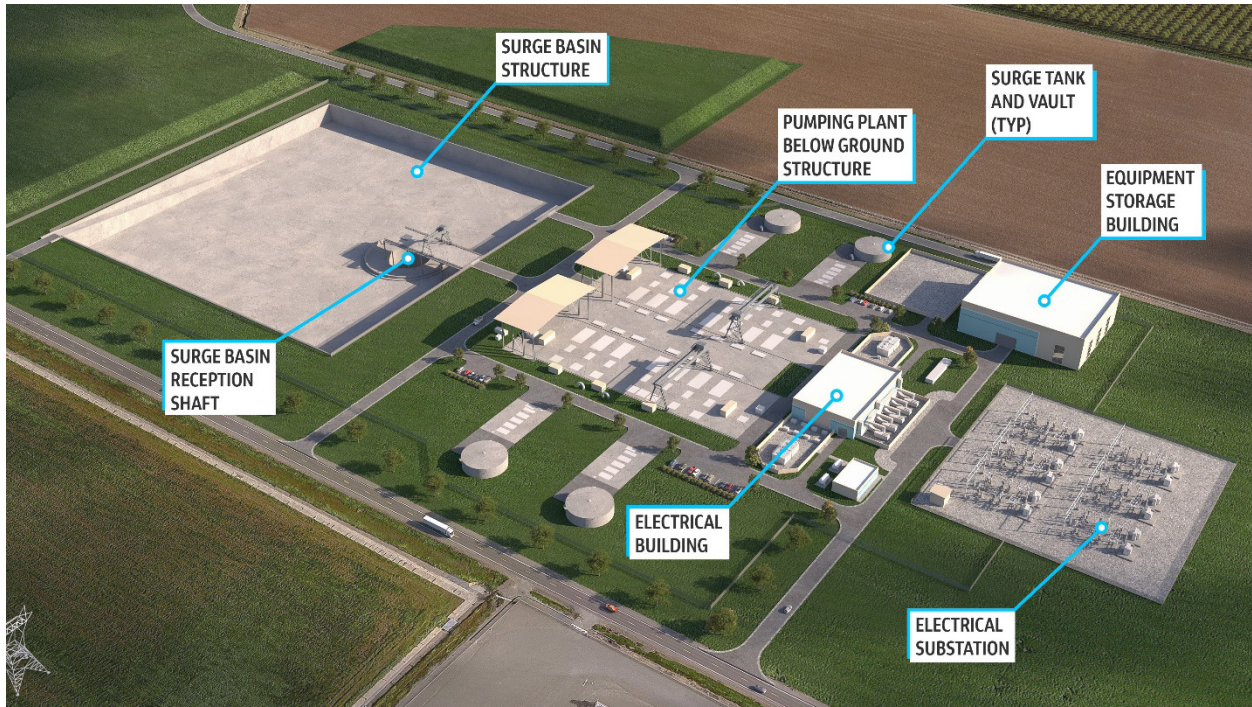 SURGE BASIN
STRUCTURE
SURGE TANK
AND VAULT
(TYP)
PUMPING PLANT
BELOW GROUND
STRUCTURE
EQUIPMENT
STORAGE
BUILDING
SURGE BASIN
RECEPTION
SHAFT
ELECTRICAL
BUILDING
ELECTRICAL
SUBSTATION